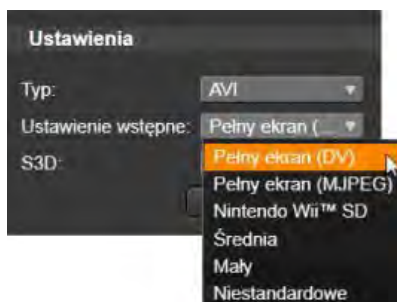 Ustawienia
Typ: AVI
Ustawienie wstępne: Pełny ekran (
S3D: Pełny ekran (DV)
Pełny ekran (MJPEG)
Nintendo Wii™ SD
Średnia
Mały
Niestandardowe